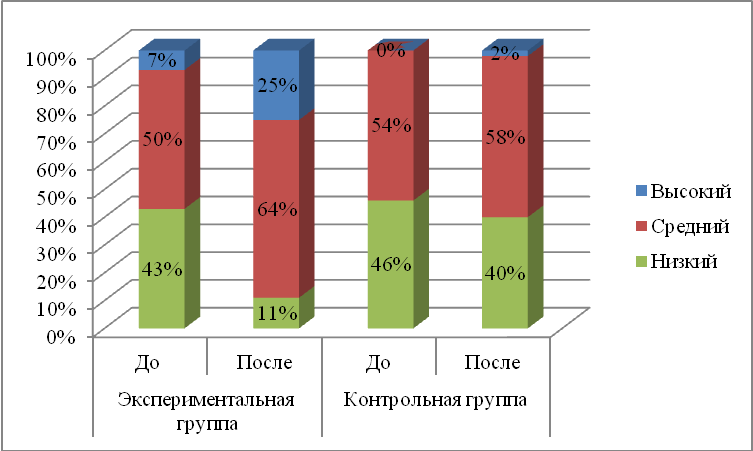 100%
90%
80%
70%
60%
50%
40%
30%
20%
10%
0%
7%
50%
43%
25%
64%
11%
0%
54%
46%
2%
58%
40%
До
После
До
После
Экспериментальная
группа
Контрольная группа
Высокий
Средний
Низкий